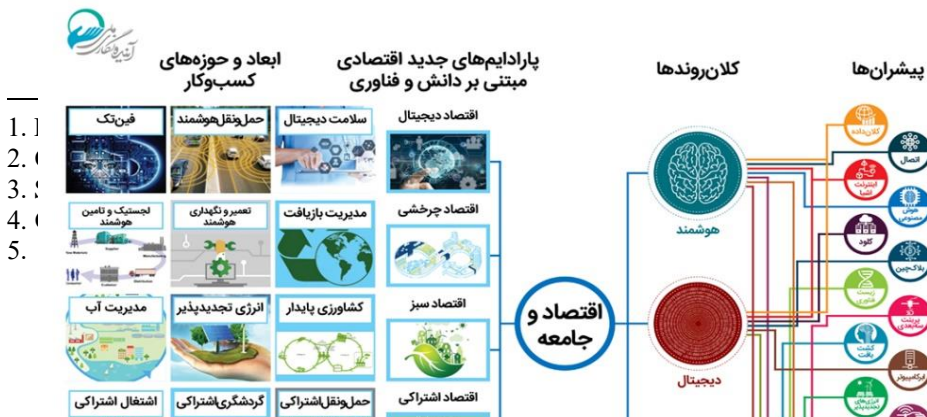 آینده‌نگاری ملی
پیشران‌ها
کلان‌روندها
پارادایم‌های جدید اقتصادی
مبتنی بر دانش و فناوری
ابعاد و حوزه‌های
کسب‌وکار
کلان‌داده
اتصال
اینترنت
اشیا
هوش
مصنوعی
کلود
بلاک‌چین
زیست
فناوری
پرینت
سه‌بعدی
کشت
بافت
ابرکامپیوتر
انرژی‌های
تجدیدپذیر
هوشمند
دیجیتال
اقتصاد و
جامعه
اقتصاد دیجیتال
سلامت دیجیتال
حمل‌ونقل‌هوشمند
فین‌تک
اقتصاد چرخشی
مدیریت بازیافت
تعمیر و نگهداری
هوشمند
لجستیک و تامین
هوشمند
اقتصاد سبز
کشاورزی پایدار
انرژی تجدیدپذیر
مدیریت آب
اقتصاد اشتراکی
حمل‌ونقل‌اشتراکی
گردشگری‌اشتراکی
اشتغال اشتراکی
1.
2.
3.
4.
5.